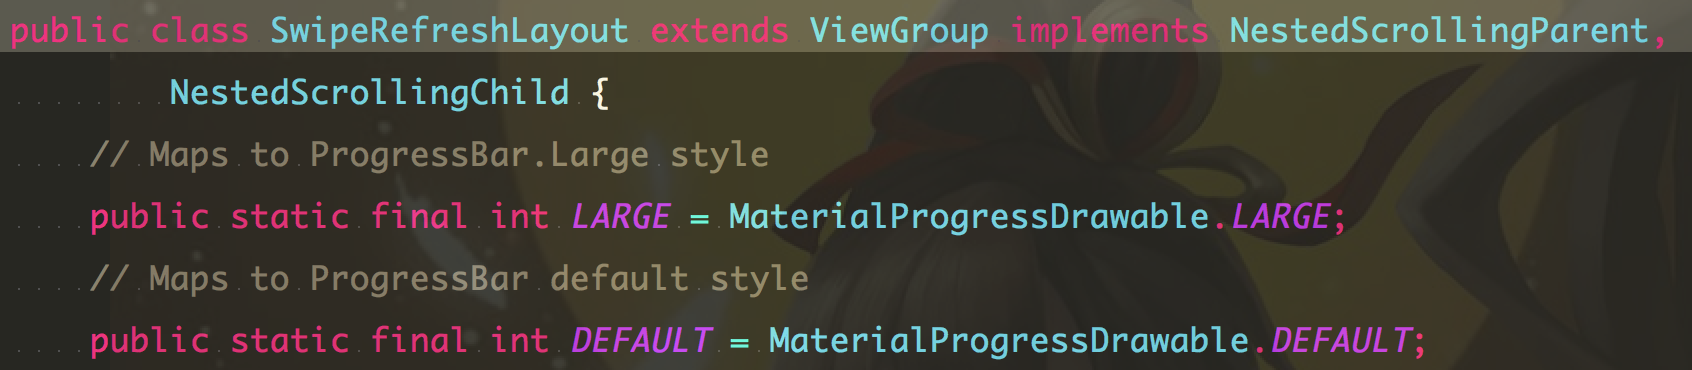 public class SwipeRefreshLayout extends ViewGroup implements NestedScrollingParent,
        NestedScrollingChild {
    // Maps to ProgressBar.Large style
    public static final int LARGE = MaterialProgressDrawable.LARGE;
    // Maps to ProgressBar default style
    public static final int DEFAULT = MaterialProgressDrawable.DEFAULT;